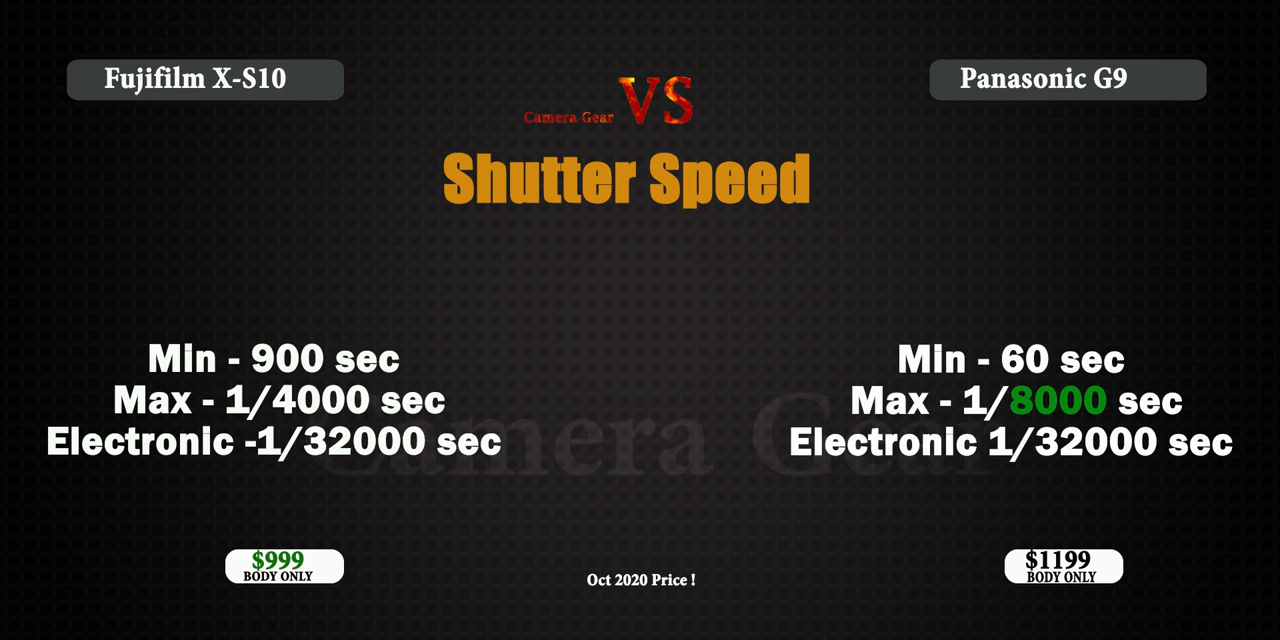 Fujifilm X-S10
Camera Gear VS
Panasonic G9
Shutter Speed
Min - 900 sec
Max - 1/4000 sec
Electronic -1/32000 sec
Min - 60 sec
Max - 1/8000 sec
Electronic 1/32000 sec
Camera Gear
$999
BODY ONLY
Oct 2020 Price !
$1199
BODY ONLY